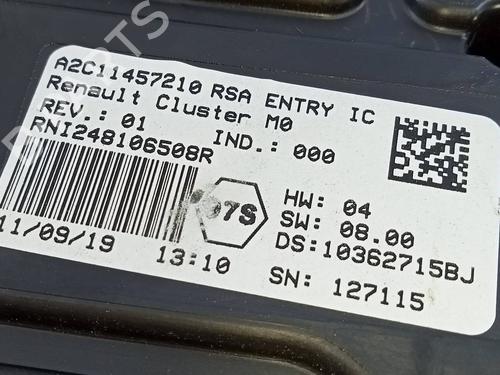 A2C11457210 RSA ENTRY IC
Renault Cluster M0
REV.: 01 IND.: 000
RNI248106508R
HW: 04
SW: 08.00
DS:10362715BJ
11/09/19 13:10 SN: 127115